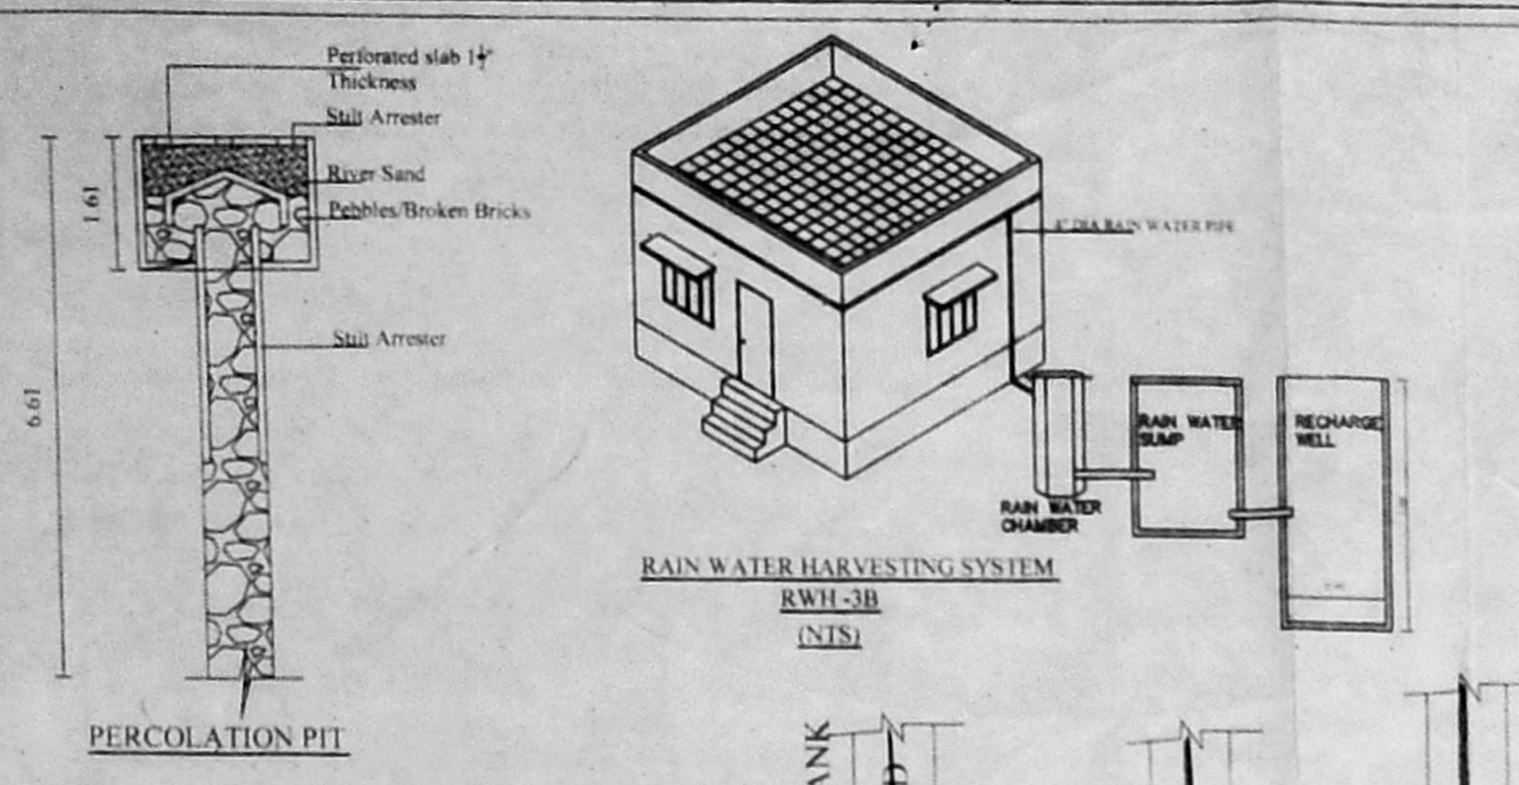 Perforated slab 1½"
Thickness
Stilt Arrester
River Sand
Pebbles/Broken Bricks
1.61
6.61
Stilt Arrester
PERCOLATION PIT
4" DIA RAIN WATER PIPE
RAIN WATER
CHAMBER
RAIN WATER
SUMP
RECHARGE
WELL
RAIN WATER HARVESTING SYSTEM
RWH -3B
(NTS)
ANK